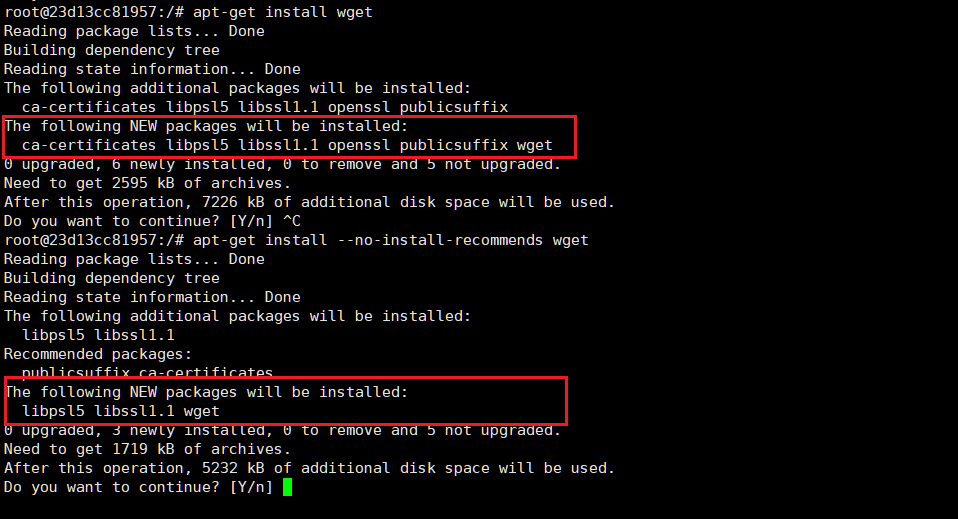 root@23d13cc81957:/# apt-get install wget
Reading package lists... Done
Building dependency tree
Reading state information... Done
The following additional packages will be installed:
  ca-certificates libpsl5 libssl1.1 openssl publicsuffix
The following NEW packages will be installed:
  ca-certificates libpsl5 libssl1.1 openssl publicsuffix wget
0 upgraded, 6 newly installed, 0 to remove and 5 not upgraded.
Need to get 2595 kB of archives.
After this operation, 7226 kB of additional disk space will be used.
Do you want to continue? [Y/n] ^C
root@23d13cc81957:/# apt-get install --no-install-recommends wget
Reading package lists... Done
Building dependency tree
Reading state information... Done
The following additional packages will be installed:
  libpsl5 libssl1.1
Recommended packages:
  publicsuffix ca-certificates
The following NEW packages will be installed:
  libpsl5 libssl1.1 wget
0 upgraded, 3 newly installed, 0 to remove and 5 not upgraded.
Need to get 1719 kB of archives.
After this operation, 5232 kB of additional disk space will be used.
Do you want to continue? [Y/n]